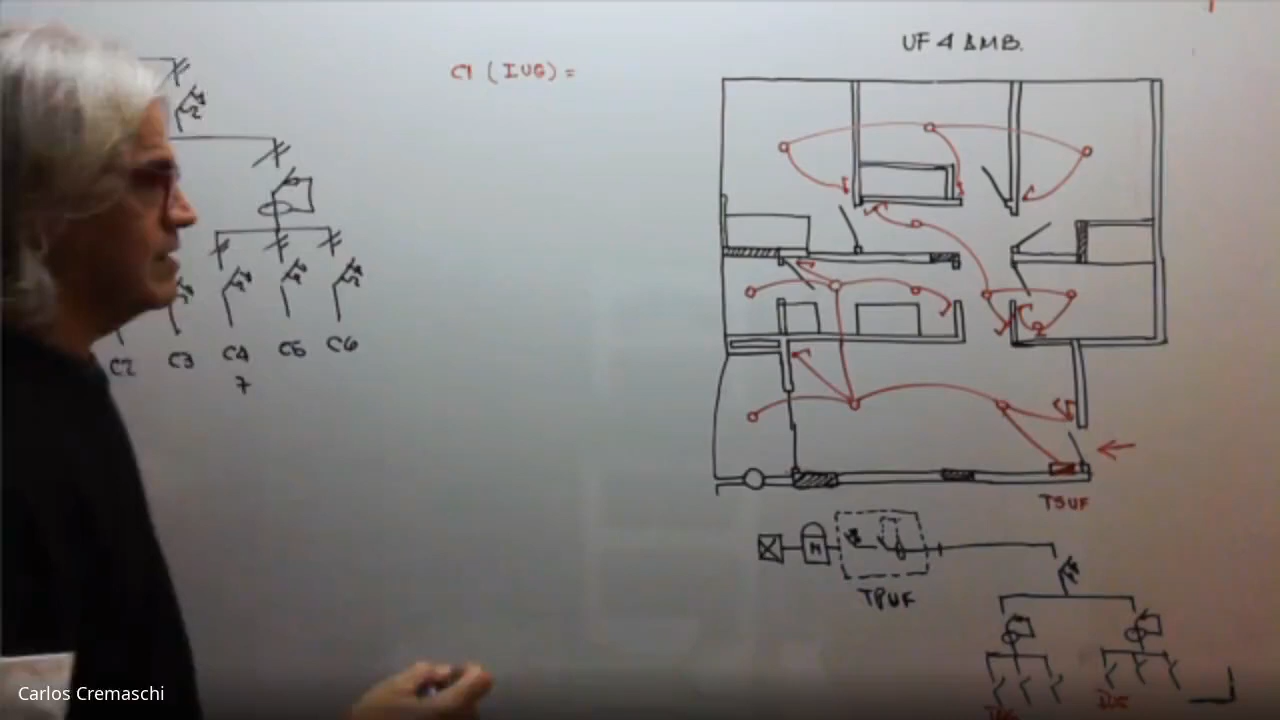 C1 (IUG) =
UF 4 AMB.
C2 C3 C4 C5 C6
7
TSUF
M
TPUF
Carlos Cremaschi